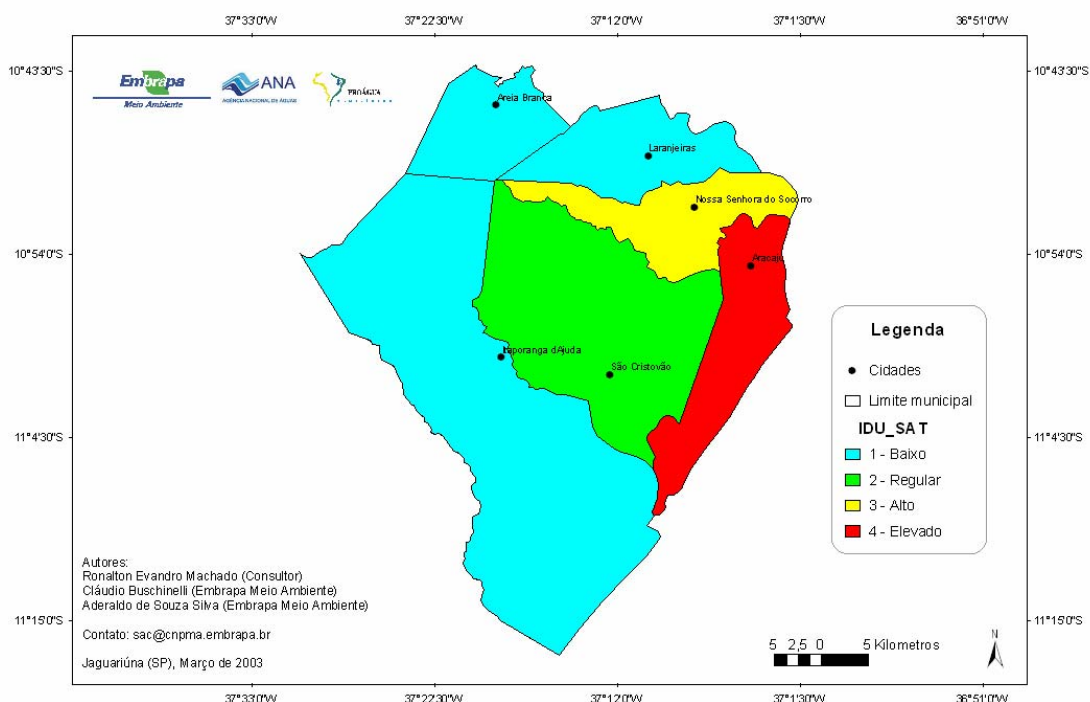 37°33'0"W 37°22'30"W 37°12'0"W 37°1'30"W 36°51'0"W
10°43'30"S 10°43'30"S
Embrapa
Meio Ambiente
ANA
AGÊNCIA NACIONAL DE ÁGUAS
PROÁGUA
Areia Branca
Laranjeiras
Nossa Senhora do Socorro
10°54'0"S 10°54'0"S
Aracaju
Itaporanga dAjuda
São Cristovão
Legenda
Cidades
Limite municipal
IDU_SAT
1 - Baixo
2 - Regular
3 - Alto
4 - Elevado
11°4'30"S 11°4'30"S
Autores:
Ronalton Evandro Machado (Consultor)
Cláudio Buschinelli (Embrapa Meio Ambiente)
Aderaldo de Souza Silva (Embrapa Meio Ambiente)
Contato: sac@cnpma.embrapa.br
Jaguariúna (SP), Março de 2003
11°15'0"S 11°15'0"S
5 2,5 0 5 Kilometros
N
37°33'0"W 37°22'30"W 37°12'0"W 37°1'30"W 36°51'0"W